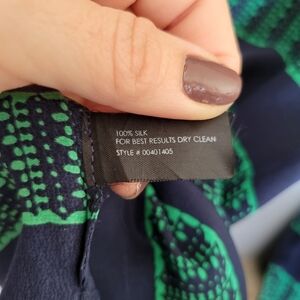 100% SILK
FOR BEST RESULTS DRY CLEAN
STYLE # 00401405